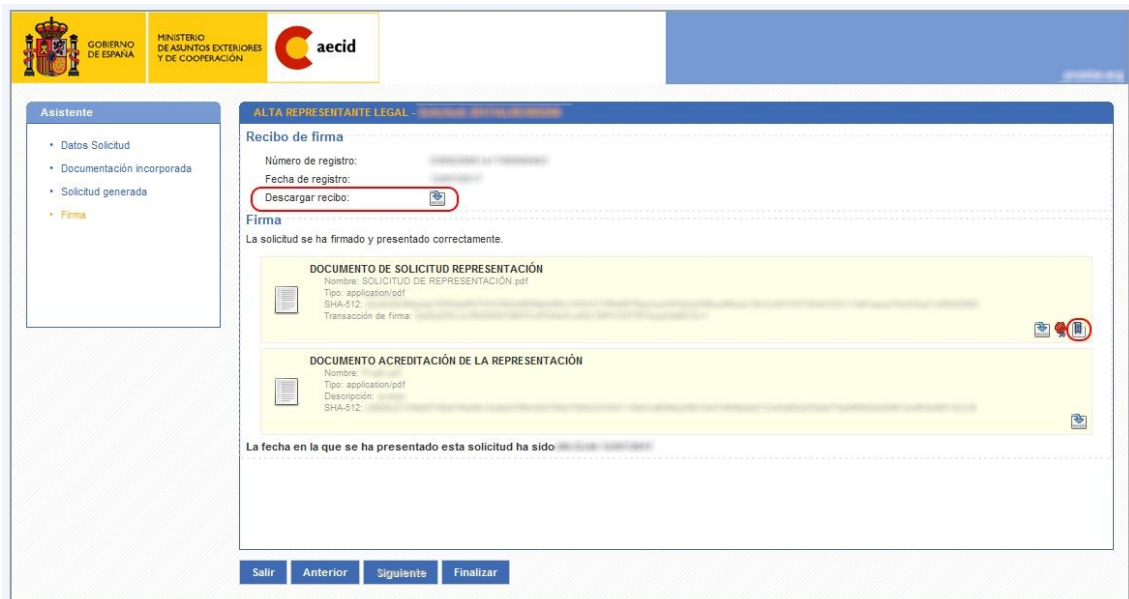 GOBIERNO
DE ESPAÑA
MINISTERIO
DE ASUNTOS EXTERIORES
Y DE COOPERACIÓN
aecid
Asistente
Datos Solicitud
Documentación incorporada
Solicitud generada
Firma
ALTA REPRESENTANTE LEGAL -
Recibo de firma
Número de registro:
Fecha de registro:
Descargar recibo:
Firma
La solicitud se ha firmado y presentado correctamente.
DOCUMENTO DE SOLICITUD REPRESENTACIÓN
Nombre: SOLICITUD DE REPRESENTACIÓN.pdf
Tipo: application/pdf
SHA-512:
Transacción de firma:
DOCUMENTO ACREDITACIÓN DE LA REPRESENTACIÓN
Nombre:
Tipo: application/pdf
Descripción:
SHA-512:
La fecha en la que se ha presentado esta solicitud ha sido
Salir
Anterior
Siguiente
Finalizar